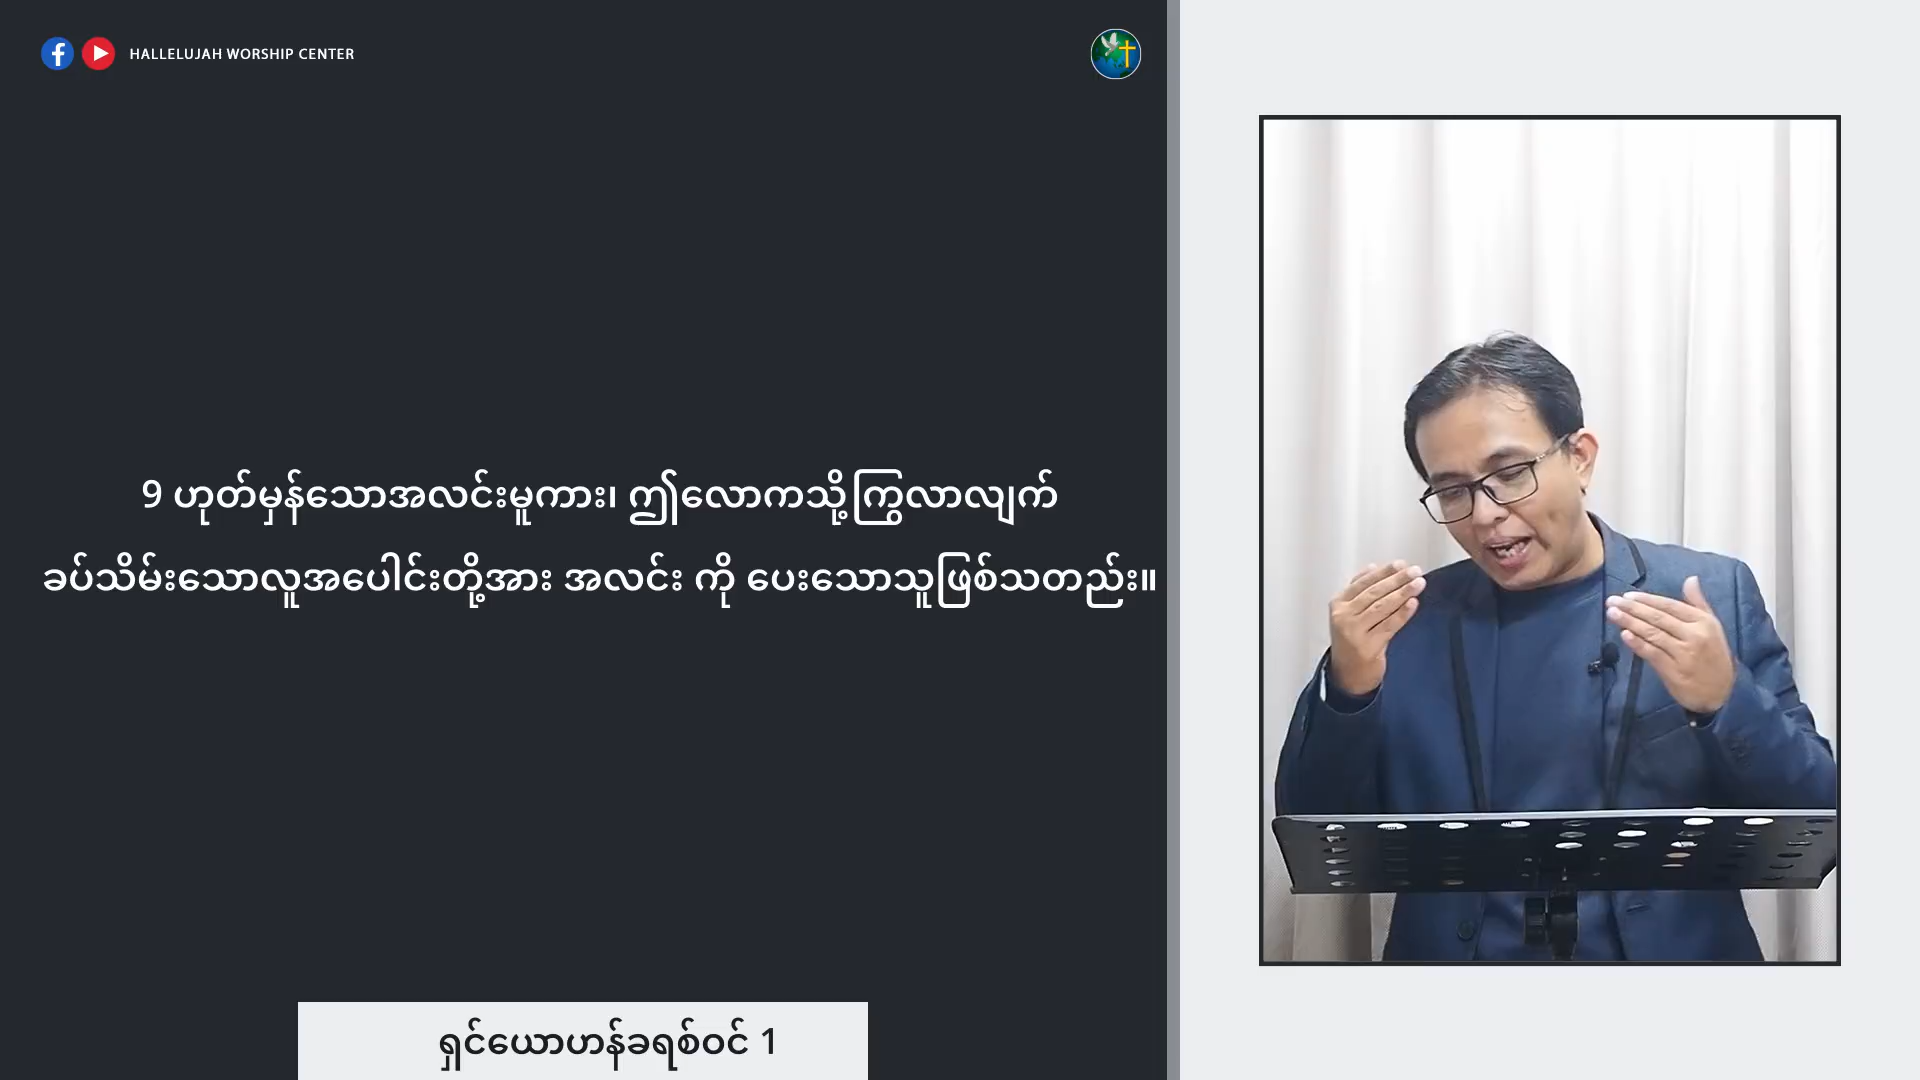 HALLELUJAH WORSHIP CENTER
9 ဟုတ်မှန်သောအလင်းမူကား၊ ဤလောကသို့ကြွလာလျက်
ခပ်သိမ်းသောလူအပေါင်းတို့အား အလင်း ကို ပေးသောသူဖြစ်သတည်း။
ရှင်ယောဟန်ခရစ်ဝင် 1